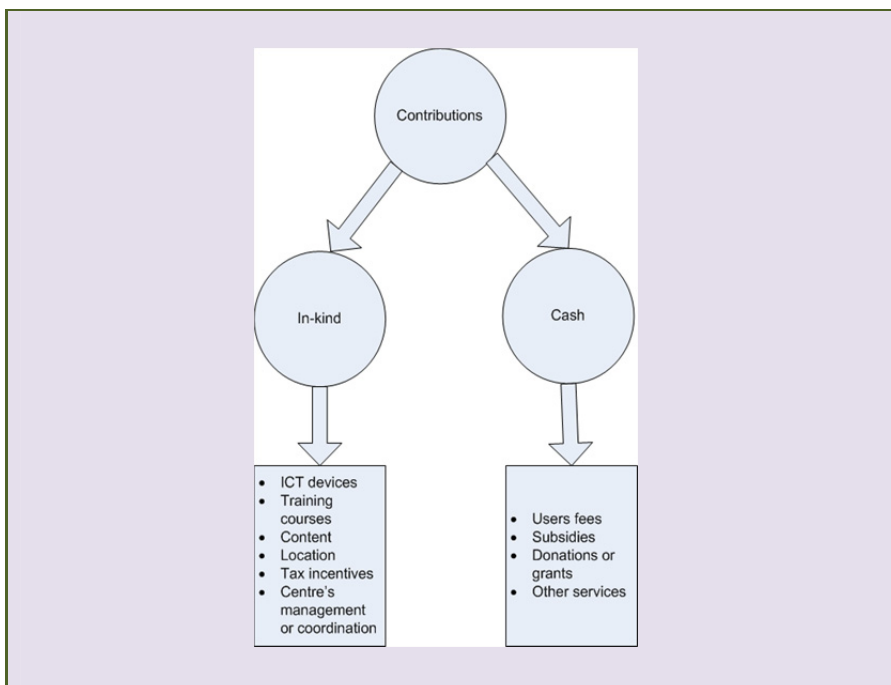 Contributions
In-kind
Cash
• ICT devices
• Training
courses
• Content
• Location
• Tax incentives
• Centre's
management
or coordination
• Users fees
• Subsidies
• Donations or
grants
• Other services